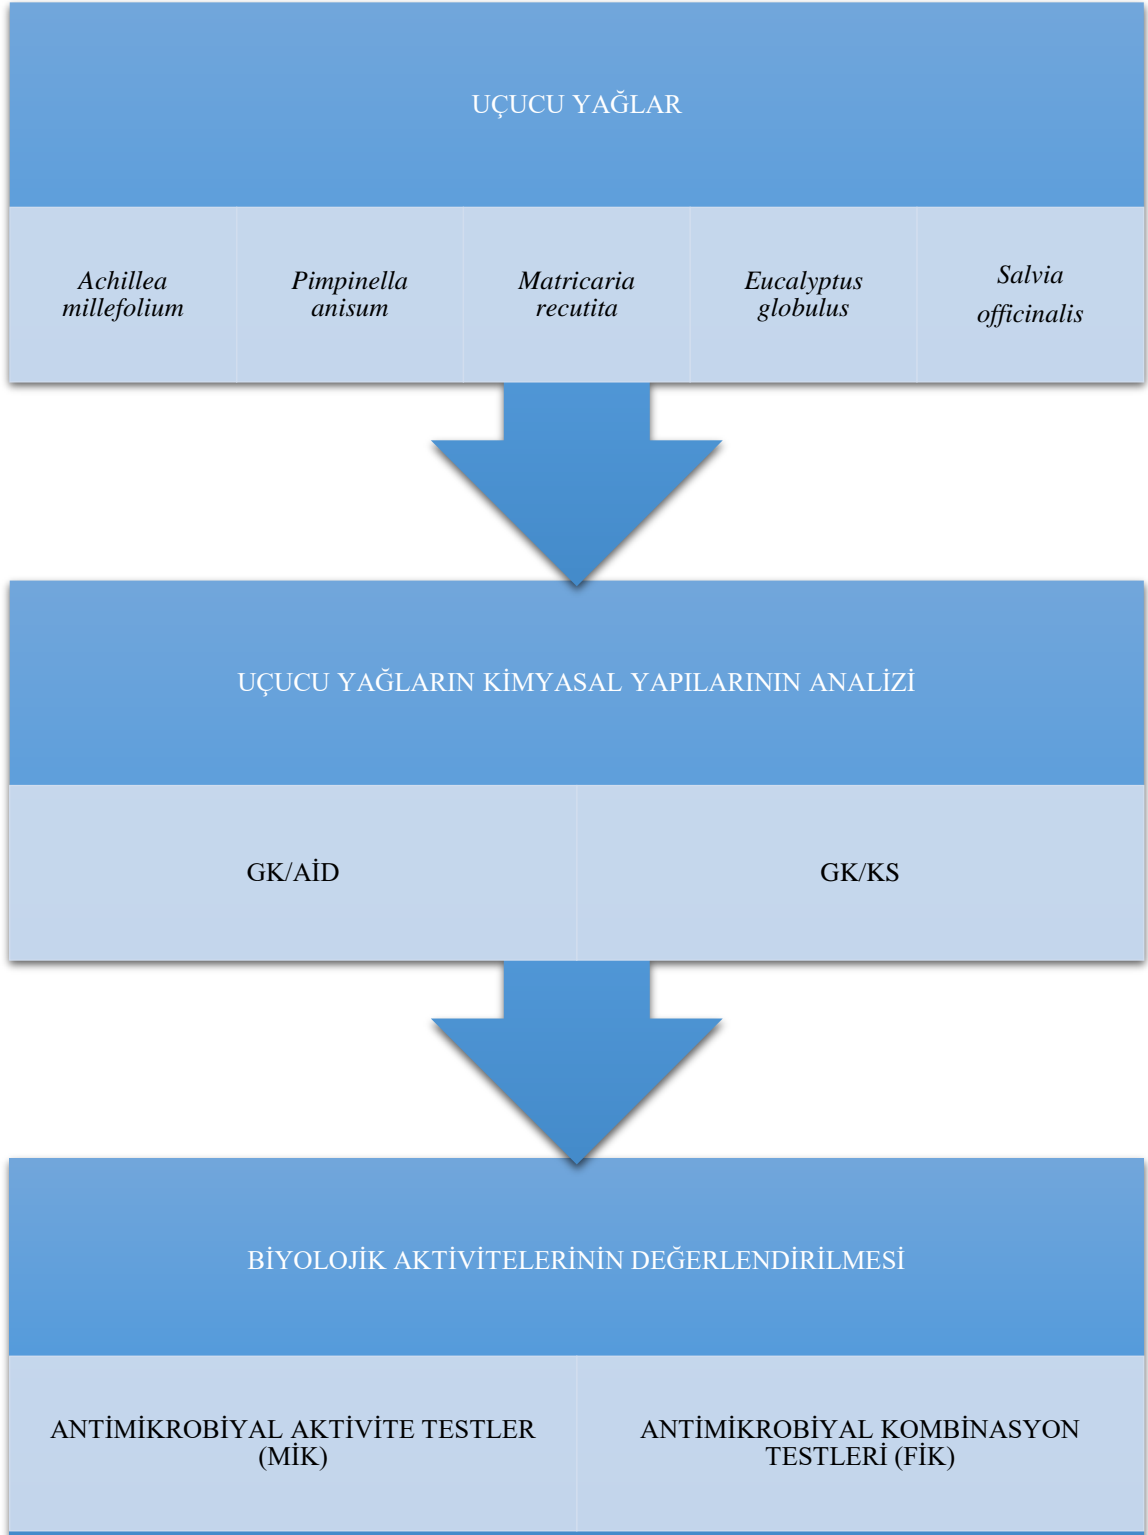 UÇUCU YAĞLAR
Achillea
millefolium
Pimpinella
anisum
Matricaria
recutita
Eucalyptus
globulus
Salvia
officinalis
UÇUCU YAĞLARIN KİMYASAL YAPILARININ ANALİZİ
GK/AİD
GK/KS
BİYOLOJİK AKTİVİTELERİNİN DEĞERLENDİRİLMESİ
ANTİMİKROBİYAL AKTİVİTE TESTLER
(MİK)
ANTİMİKROBİYAL KOMBİNASYON
TESTLERİ (FİK)